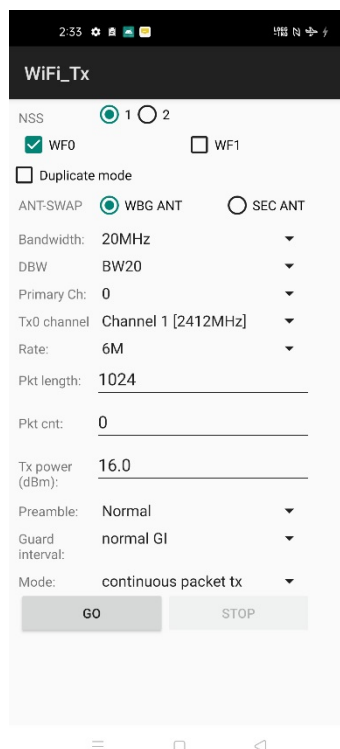 2:33
WiFi_Tx
NSS 1 2
WF0 WF1
Duplicate mode
ANT-SWAP WBG ANT SEC ANT
Bandwidth: 20MHz
DBW BW20
Primary Ch: 0
Tx0 channel Channel 1 [2412MHz]
Rate: 6M
Pkt length: 1024
Pkt cnt: 0
Tx power 16.0
(dBm):
Preamble: Normal
Guard normal GI
interval:
Mode: continuous packet tx
GO STOP